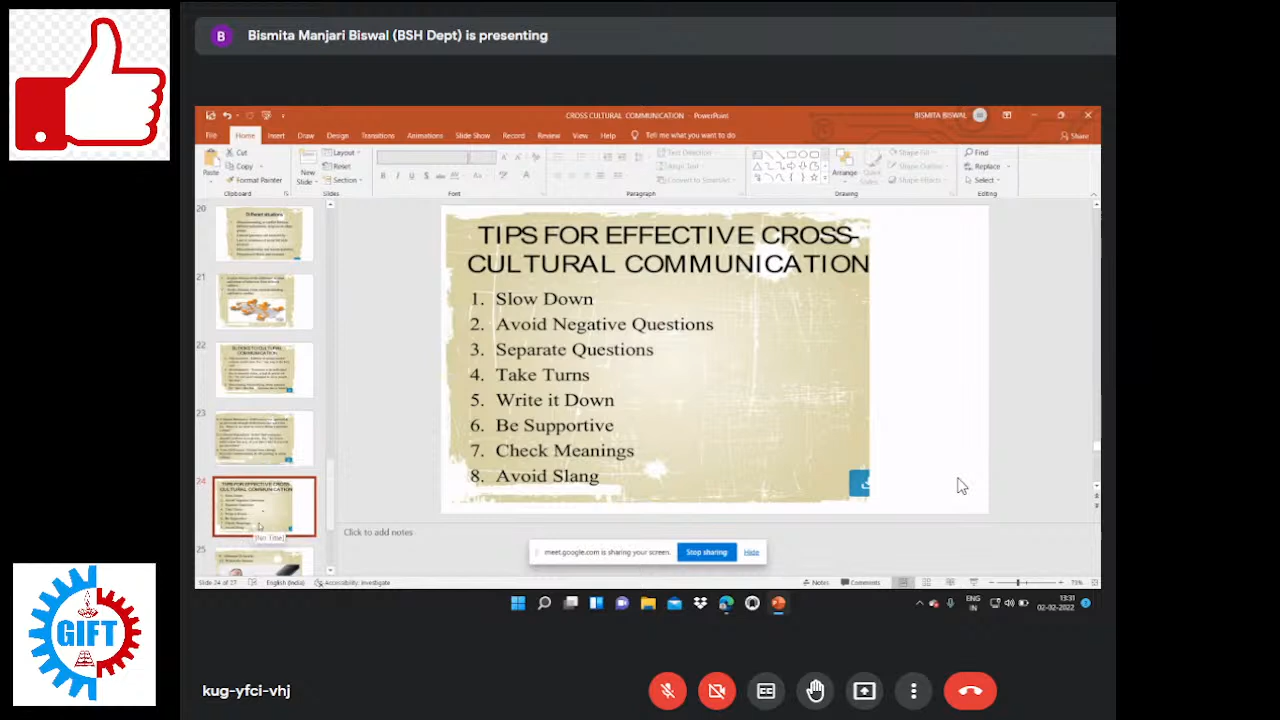 B Bismita Manjari Biswal (BSH Dept) is presenting
CROSS CULTURAL COMMUNICATION - PowerPoint
BISMITA BISWAL
File Home Insert Draw Design Transitions Animations Slide Show Record Review View Help Tell me what you want to do
Share
Cut
Copy
Format Painter
Paste
Clipboard
New
Slide
Layout
Reset
Section
Slides
Font
Text Direction
Align Text
Convert to SmartArt
Paragraph
Arrange
Quick
Styles
Shape Fill
Shape Outline
Shape Effects
Drawing
Find
Replace
Select
Editing
20
21
22
23
24
25
TIPS FOR EFFECTIVE CROSS-
CULTURAL COMMUNICATION
1. Slow Down
2. Avoid Negative Questions
3. Separate Questions
4. Take Turns
5. Write it Down
6. Be Supportive
7. Check Meanings
8. Avoid Slang
Click to add notes
meet.google.com is sharing your screen. Stop sharing Hide
Slide 24 of 27 English (India) Accessibility: Investigate
Notes Comments 73%
ENG
IN
13:31
02-02-2022
GIFT
kug-yfci-vhj